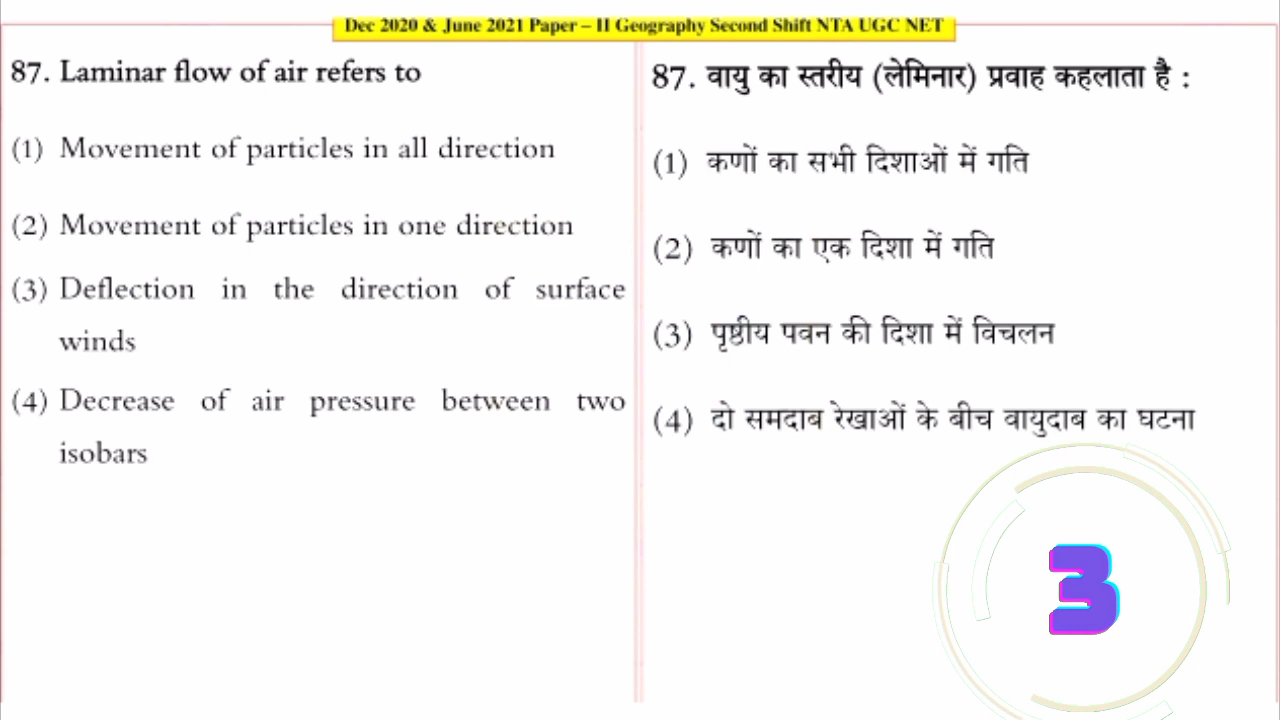 Dec 2020 & June 2021 Paper – II Geography Second Shift NTA UGC NET
87. Laminar flow of air refers to
(1) Movement of particles in all direction
(2) Movement of particles in one direction
(3) Deflection in the direction of surface
winds
(4) Decrease of air pressure between two
isobars
87. वायु का स्तरीय (लेमिनार) प्रवाह कहलाता है :
(1) कणों का सभी दिशाओं में गति
(2) कणों का एक दिशा में गति
(3) पृष्ठीय पवन की दिशा में विचलन
(4) दो समदाब रेखाओं के बीच वायुदाब का घटना
3